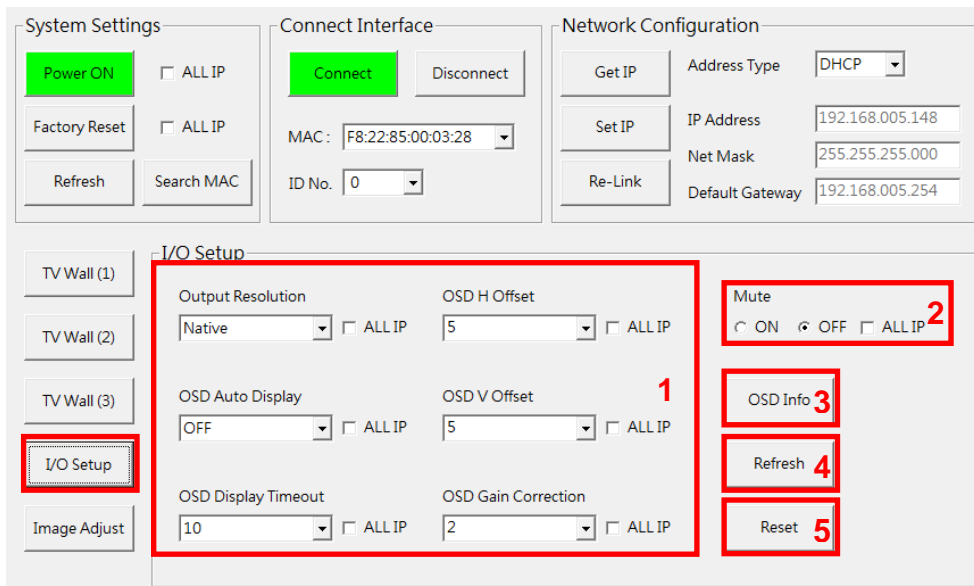 System Settings
Power ON
ALL IP
Factory Reset
ALL IP
Refresh
Search MAC
Connect Interface
Connect
Disconnect
MAC : F8:22:85:00:03:28
ID No. 0
Network Configuration
Get IP
Address Type DHCP
Set IP
IP Address 192.168.005.148
Net Mask 255.255.255.000
Re-Link
Default Gateway 192.168.005.254
TV Wall (1)
TV Wall (2)
TV Wall (3)
I/O Setup
Image Adjust
I/O Setup
Output Resolution
Native ALL IP
OSD H Offset
5 ALL IP
OSD Auto Display
OFF ALL IP
OSD V Offset
5 ALL IP
1
OSD Display Timeout
10 ALL IP
OSD Gain Correction
2 ALL IP
Mute
ON OFF ALL IP 2
OSD Info 3
Refresh 4
Reset 5